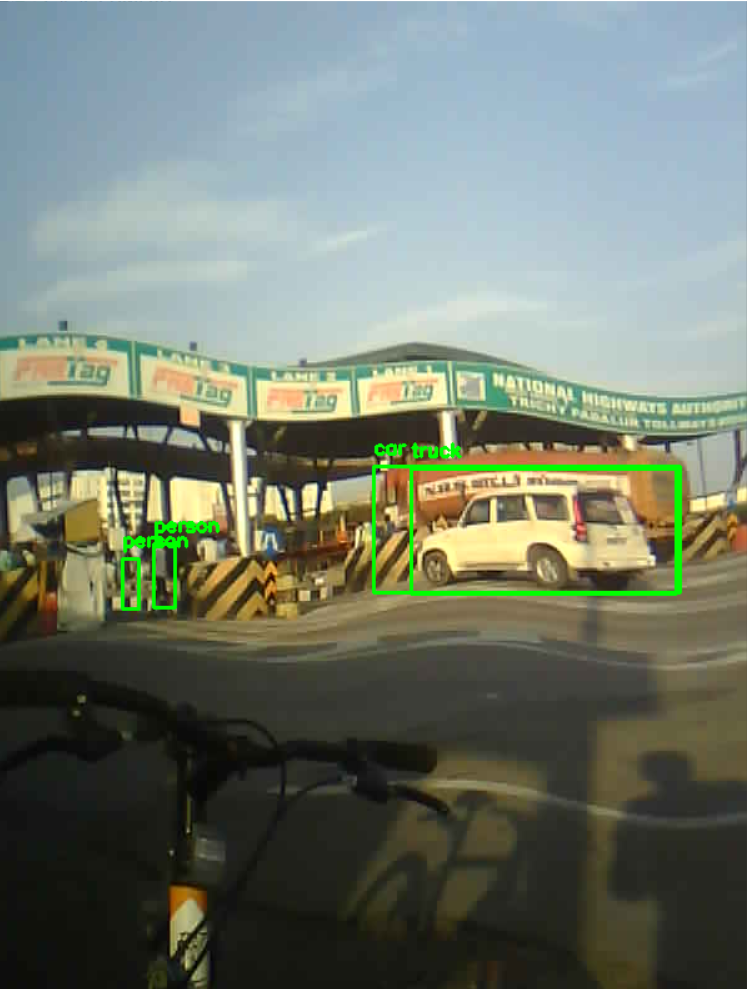 LANE 4
FASTag
LANE 3
FASTag
LANE 2
FASTag
LANE 1
FASTag
NATIONAL HIGHWAYS AUTHORITY
TRICHY PADALUR TOLLWAYS
car truck
person
person